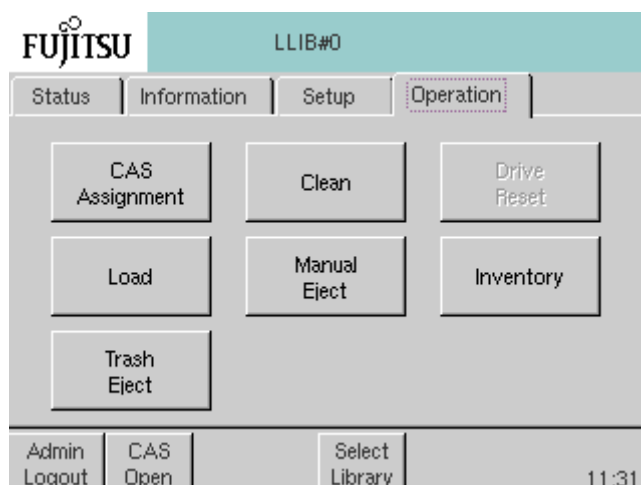 FUJITSU
LLIB#0
Status Information Setup Operation
CAS
Assignment
Clean
Drive
Reset
Load
Manual
Eject
Inventory
Trash
Eject
Admin
Logout
CAS
Open
Select
Library
11:31